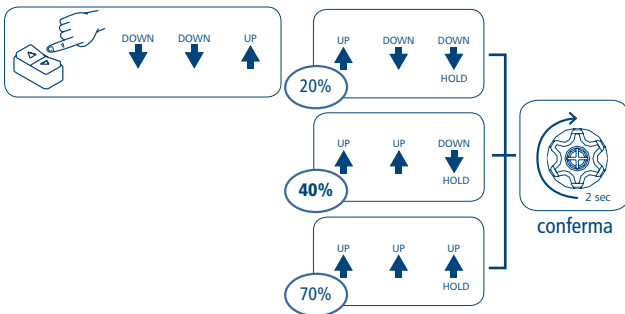 DOWN DOWN UP
UP DOWN DOWN
HOLD
20%
UP UP DOWN
HOLD
40%
UP UP UP
HOLD
70%
2 sec
conferma